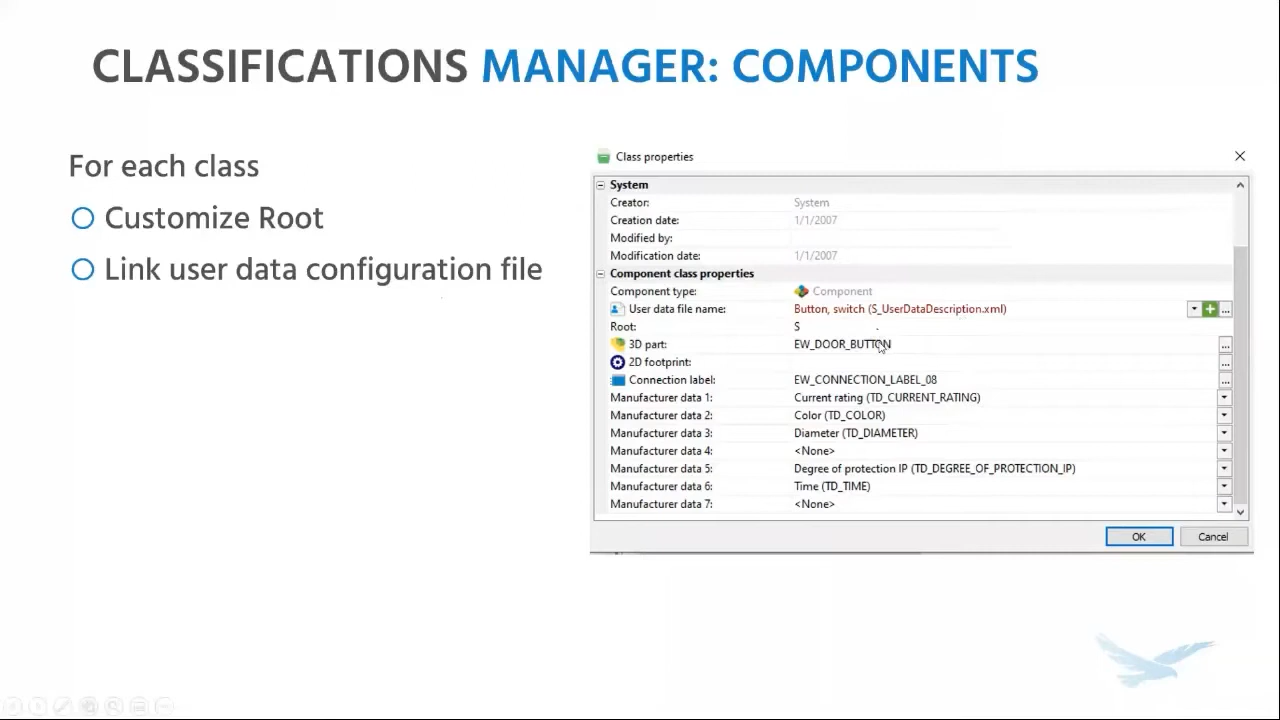 CLASSIFICATIONS MANAGER: COMPONENTS
For each class
Customize Root
Link user data configuration file
Class properties
System
Creator: System
Creation date: 1/1/2007
Modified by:
Modification date: 1/1/2007
Component class properties
Component type: Component
User data file name: Button, switch (S_UserDataDescription.xml)
Root: S
3D part: EW_DOOR_BUTTON
2D footprint:
Connection label: EW_CONNECTION_LABEL_08
Manufacturer data 1: Current rating (TD_CURRENT_RATING)
Manufacturer data 2: Color (TD_COLOR)
Manufacturer data 3: Diameter (TD_DIAMETER)
Manufacturer data 4: <None>
Manufacturer data 5: Degree of protection IP (TD_DEGREE_OF_PROTECTION_IP)
Manufacturer data 6: Time (TD_TIME)
Manufacturer data 7: <None>
OK Cancel